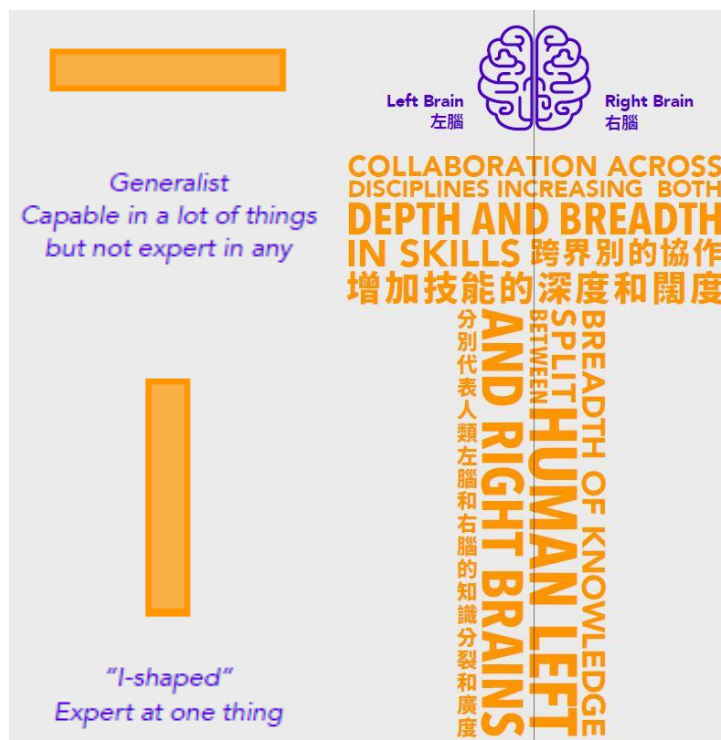 Generalist
Capable in a lot of things
but not expert in any
"I-shaped"
Expert at one thing
Left Brain
左腦
Right Brain
右腦
COLLABORATION ACROSS
DISCIPLINES INCREASING BOTH
DEPTH AND BREADTH
IN SKILLS 跨界別的協作
增加技能的深度和闊度
BREADTH OF KNOWLEDGE
SPLIT
BETWEEN
HUMAN LEFT
AND RIGHT BRAINS
分別代表人類左腦和右腦的知識分裂和廣度